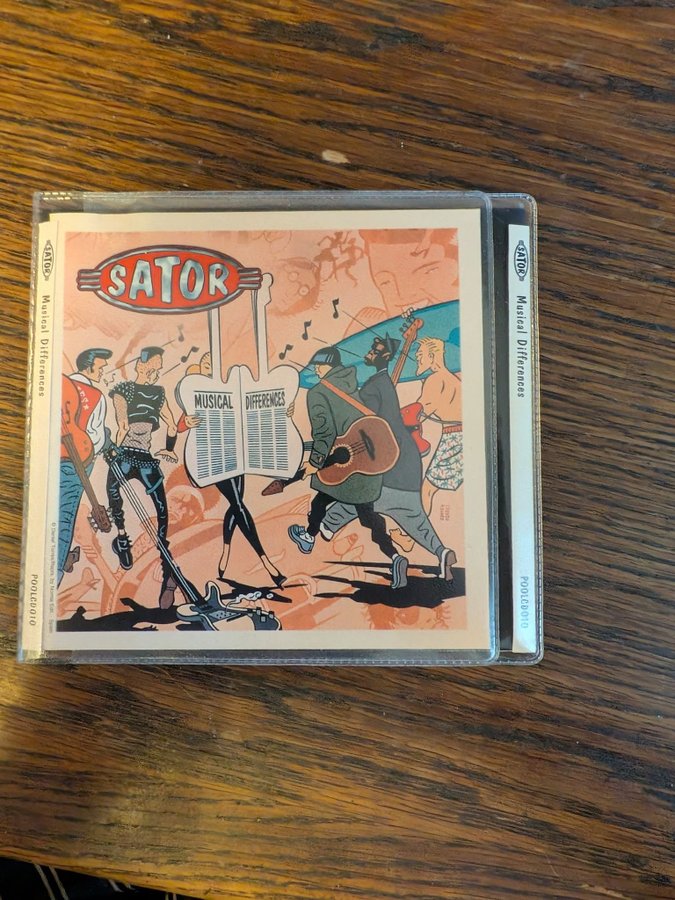 SATOR
Musical Differences
POOLCD010
SATOR
MUSICAL DIFFERENCES
SATOR
Musical Differences
POOLCD010